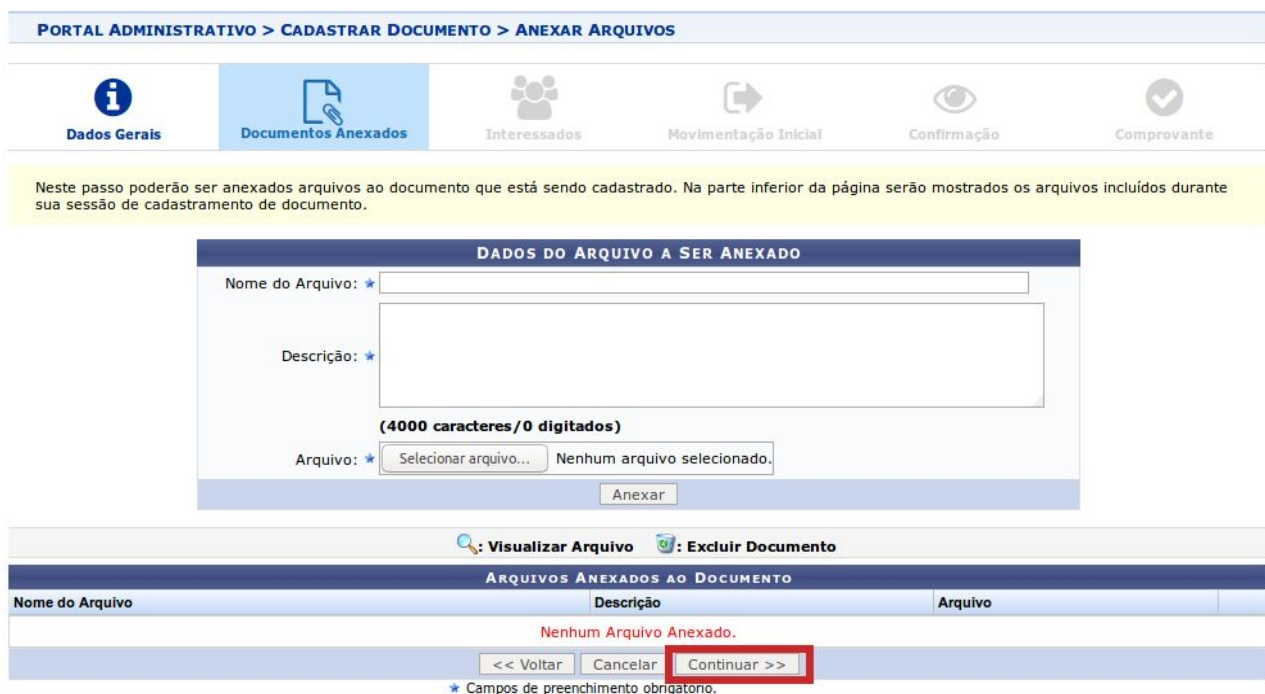 PORTAL ADMINISTRATIVO > CADASTRAR DOCUMENTO > ANEXAR ARQUIVOS
Dados Gerais
Documentos Anexados
Interessados
Movimentação Inicial
Confirmação
Comprovante
Neste passo poderão ser anexados arquivos ao documento que está sendo cadastrado. Na parte inferior da página serão mostrados os arquivos incluídos durante
sua sessão de cadastramento de documento.
DADOS DO ARQUIVO A SER ANEXADO
Nome do Arquivo:
Descrição:
(4000 caracteres/0 digitados)
Arquivo: Selecionar arquivo... Nenhum arquivo selecionado.
Anexar
: Visualizar Arquivo : Excluir Documento
ARQUIVOS ANEXADOS AO DOCUMENTO
Nome do Arquivo Descrição Arquivo
Nenhum Arquivo Anexado.
<< Voltar Cancelar Continuar >>
Campos de preenchimento obrigatório.